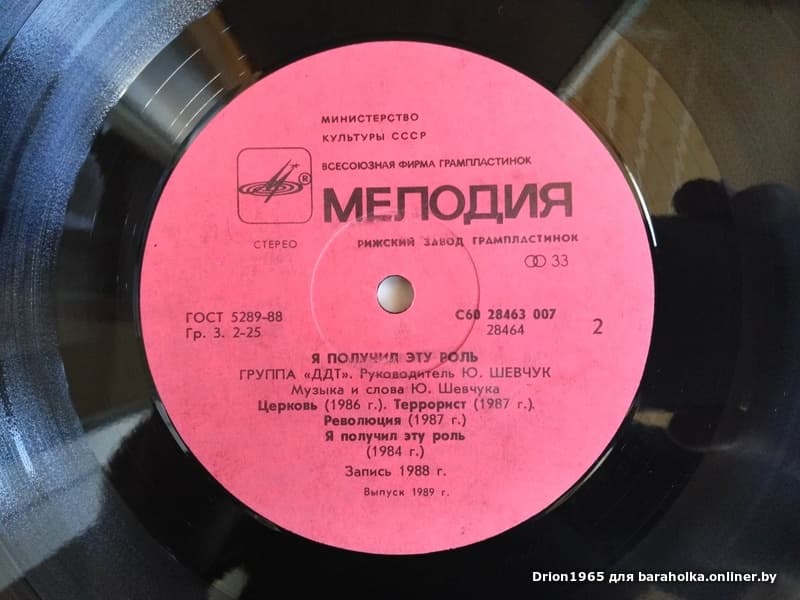 МИНИСТЕРСТВО
КУЛЬТУРЫ СССР
ВСЕСОЮЗНАЯ ФИРМА ГРАМПЛАСТИНОК
®
МЕЛОДИЯ
СТЕРЕО
РИЖСКИЙ ЗАВОД ГРАМПЛАСТИНОК
33
ГОСТ 5289-88
Гр. 3. 2-25
С60 28463 007
28464
2
Я ПОЛУЧИЛ ЭТУ РОЛЬ
ГРУППА «ДДТ». Руководитель Ю. ШЕВЧУК
Музыка и слова Ю. Шевчука
Церковь (1986 г.). Террорист (1987 г.).
Революция (1987 г.)
Я получил эту роль
(1984 г.)
Запись 1988 г.
Выпуск 1989 г.
Drion1965 для baraholka.onliner.by